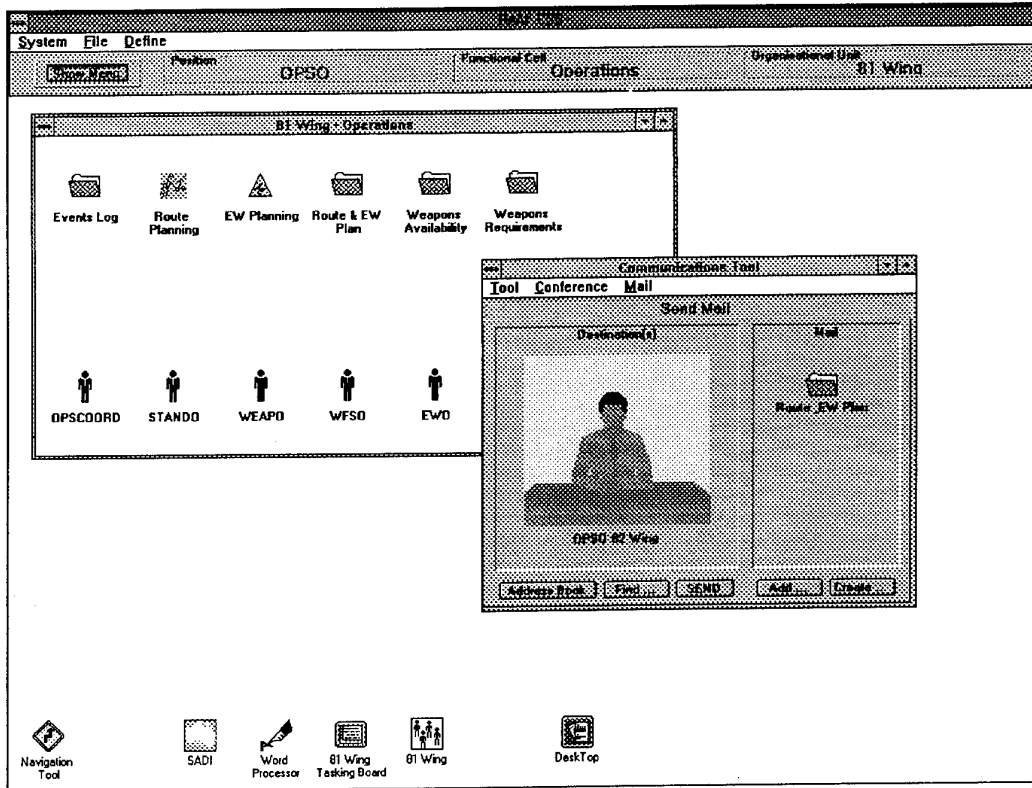 System File Define
Show Menu
Position
OPSO
Functional Cell
Operations
Organisational Unit
81 Wing
81 Wing - Operations
Events Log
Route
Planning
EW Planning
Route & EW
Plan
Weapons
Availability
Weapons
Requirements
OPSCOORD
STANDO
WEAPO
WFSO
EWO
Communications Tool
Tool Conference Mail
Send Mail
Destination(s)
OPSO 82 Wing
Address Book
Find ...
SEND
Mail
Route_EW Plan
Add ...
Create ...
Navigation
Tool
SADI
Word
Processor
81 Wing
Tasking Board
81 Wing
DeskTop